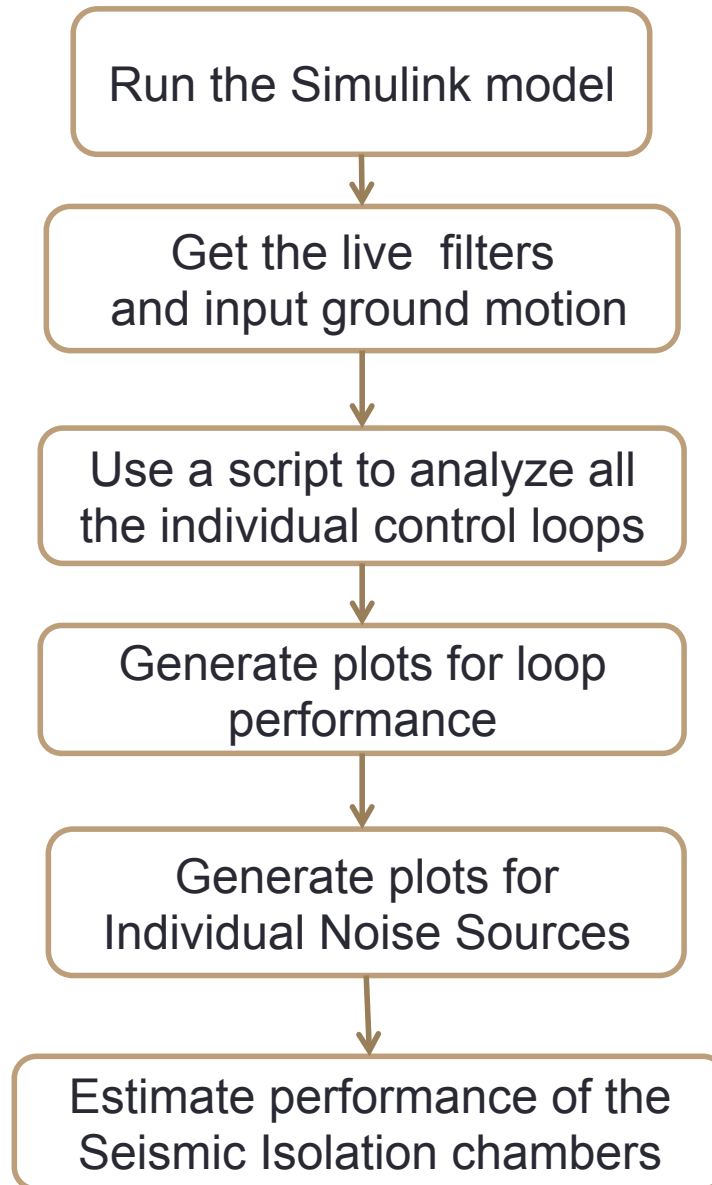 Run the Simulink model
Get the live  filters
and input ground motion
Use a script to analyze all
the individual control loops
Generate plots for loop
performance
Generate plots for
Individual Noise Sources
Estimate performance of the
Seismic Isolation chambers